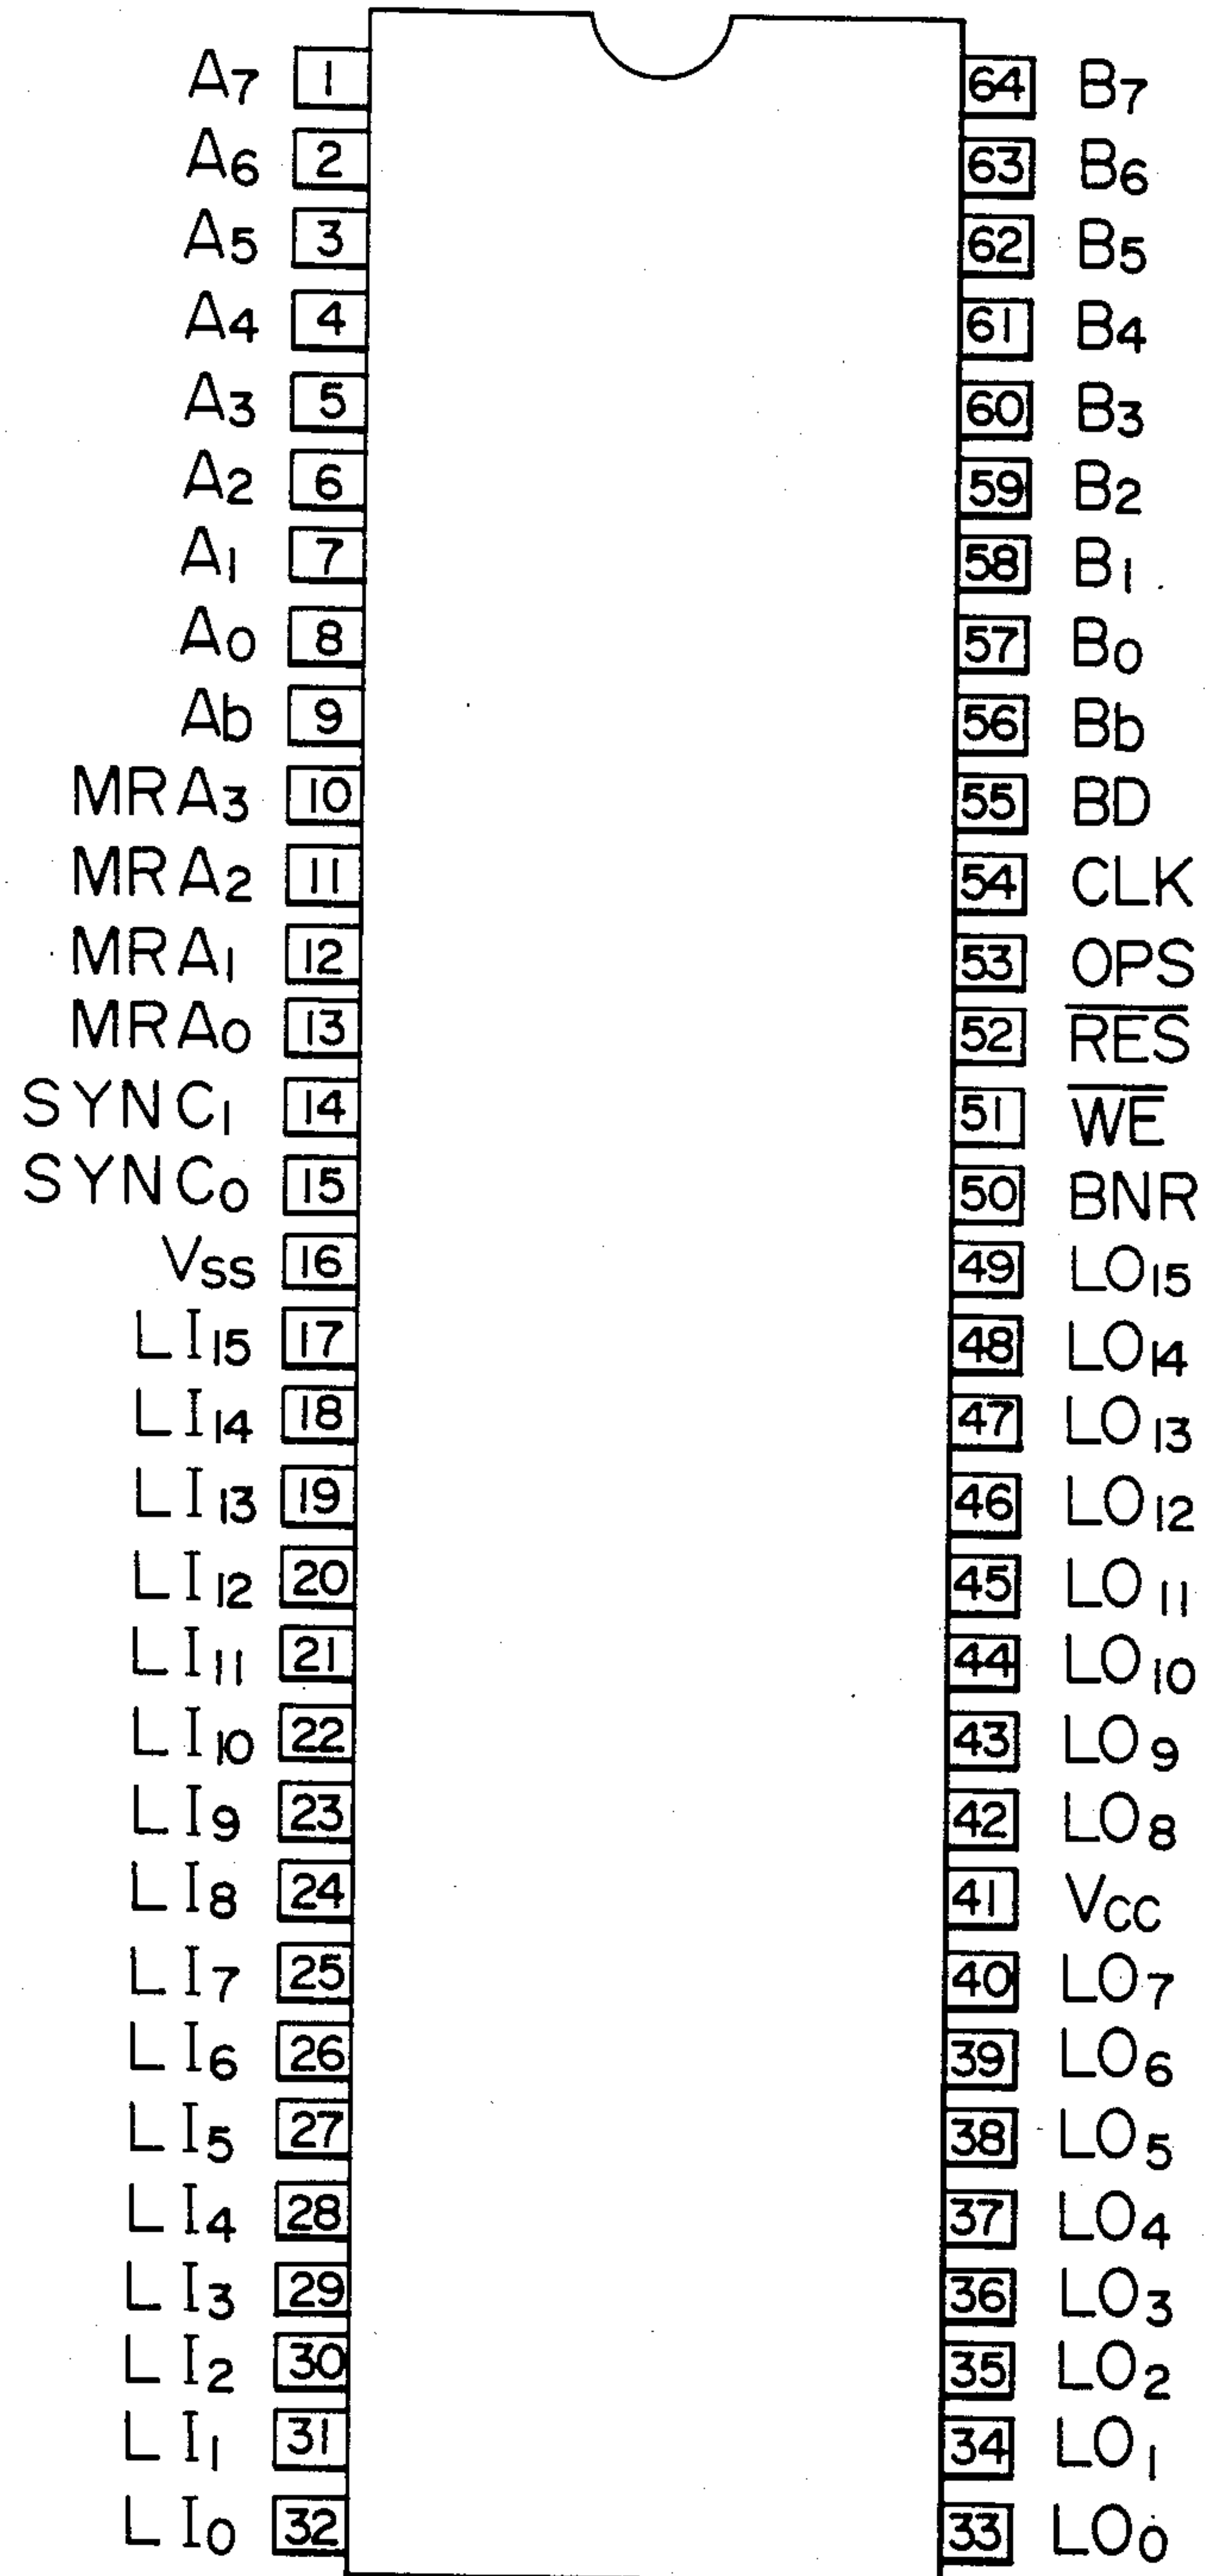 A7 1 64 B7
A6 2 63 B6
A5 3 62 B5
A4 4 61 B4
A3 5 60 B3
A2 6 59 B2
A1 7 58 B1
A0 8 57 B0
Ab 9 56 Bb
MRA3 10 55 BD
MRA2 11 54 CLK
MRA1 12 53 OPS
MRA0 13 52 R̅E̅S̅
SYNC1 14 51 W̅E̅
SYNC0 15 50 BNR
VSS 16 49 LO15
LI15 17 48 LO14
LI14 18 47 LO13
LI13 19 46 LO12
LI12 20 45 LO11
LI11 21 44 LO10
LI10 22 43 LO9
LI9 23 42 LO8
LI8 24 41 VCC
LI7 25 40 LO7
LI6 26 39 LO6
LI5 27 38 LO5
LI4 28 37 LO4
LI3 29 36 LO3
LI2 30 35 LO2
LI1 31 34 LO1
LI0 32 33 LO0